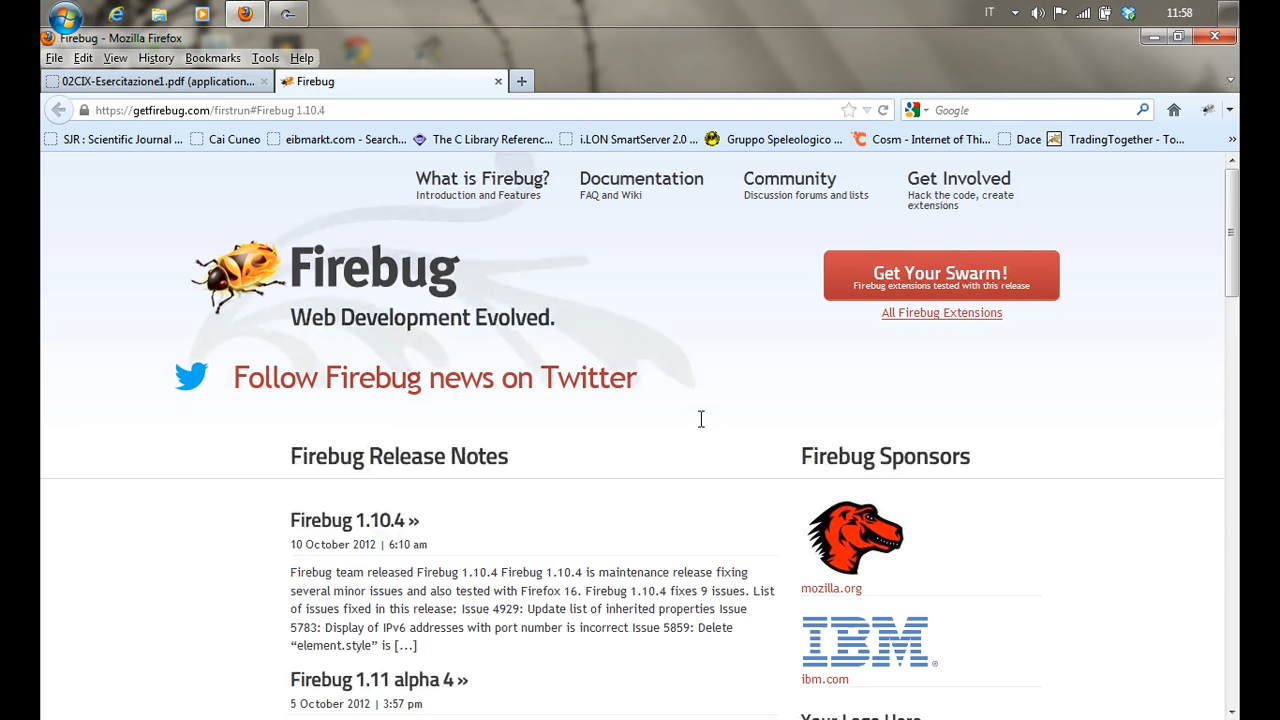 IT
11:58
Firebug - Mozilla Firefox
File Edit View History Bookmarks Tools Help
02CIX-Esercitazione1.pdf (application... × Firebug ×
https://getfirebug.com/firstrun#Firebug 1.10.4
Google
SJR : Scientific Journal ... Cai Cuneo eibmarkt.com - Search... The C Library Referenc... i.LON SmartServer 2.0 ... Gruppo Speleologico ... Cosm - Internet of Thi... Dace TradingTogether - To... »
What is Firebug? Documentation Community Get Involved
Introduction and Features FAQ and Wiki Discussion forums and lists Hack the code, create
extensions
Firebug
Web Development Evolved.
Get Your Swarm!
Firebug extensions tested with this release
All Firebug Extensions
Follow Firebug news on Twitter
Firebug Release Notes
Firebug 1.10.4 »
10 October 2012 | 6:10 am
Firebug team released Firebug 1.10.4 Firebug 1.10.4 is maintenance release fixing
several minor issues and also tested with Firefox 16. Firebug 1.10.4 fixes 9 issues. List
of issues fixed in this release: Issue 4929: Update list of inherited properties Issue
5783: Display of IPv6 addresses with port number is incorrect Issue 5859: Delete
“element.style” is [...]
Firebug 1.11 alpha 4 »
5 October 2012 | 3:57 pm
Firebug Sponsors
mozilla.org
IBM®
ibm.com
Your Logo Here